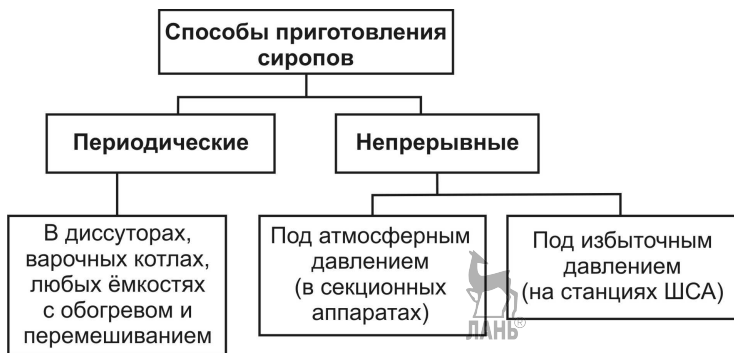 Способы приготовления
сиропов
Периодические
Непрерывные
В диссуторах,
варочных котлах,
любых ёмкостях
с обогревом и
перемешиванием
Под атмосферным
давлением
(в секционных
аппаратах)
Под избыточным
давлением
(на станциях ШСА)
ЛАНЬ®